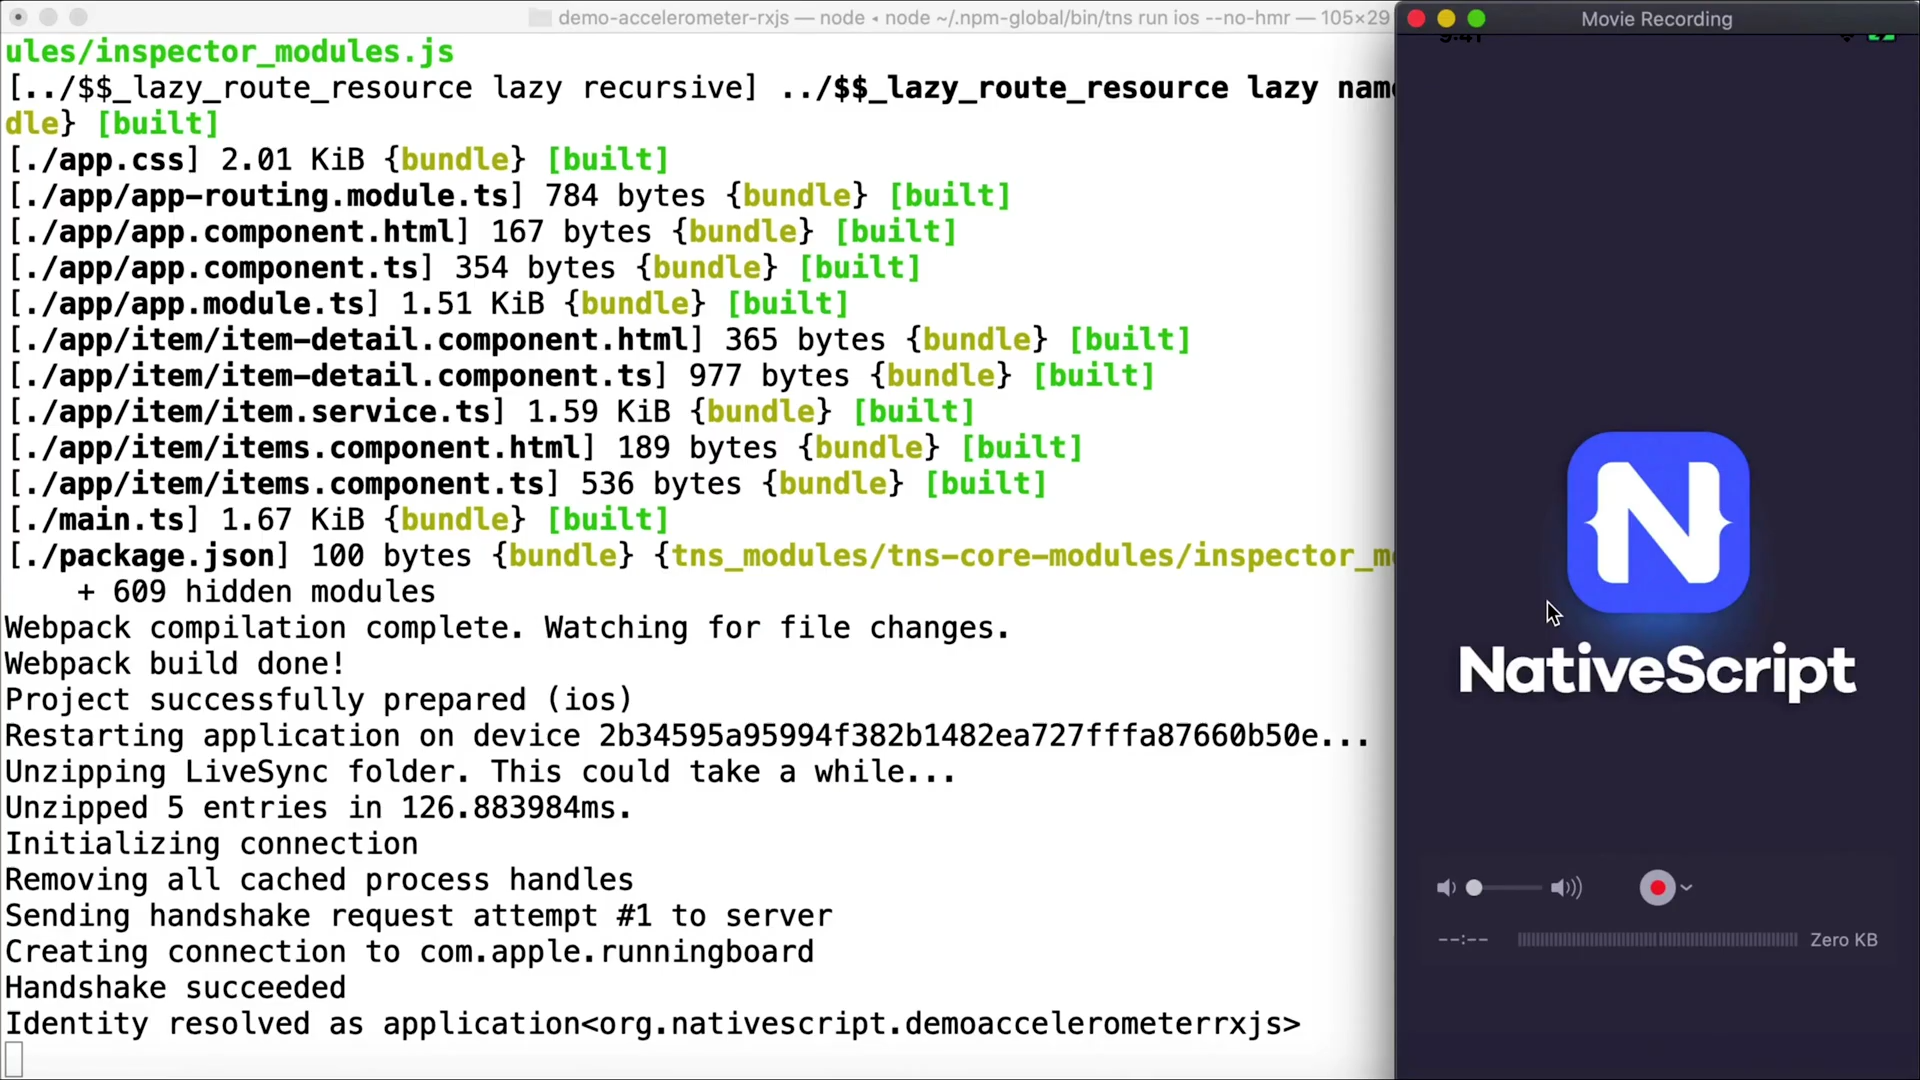 demo-accelerometer-rxjs — node ◂ node ~/.npm-global/bin/tns run ios --no-hmr — 105×29
ules/inspector_modules.js
[../$$_lazy_route_resource lazy recursive] ../$$_lazy_route_resource lazy nam
dle} [built]
[./app.css] 2.01 KiB {bundle} [built]
[./app/app-routing.module.ts] 784 bytes {bundle} [built]
[./app/app.component.html] 167 bytes {bundle} [built]
[./app/app.component.ts] 354 bytes {bundle} [built]
[./app/app.module.ts] 1.51 KiB {bundle} [built]
[./app/item/item-detail.component.html] 365 bytes {bundle} [built]
[./app/item/item-detail.component.ts] 977 bytes {bundle} [built]
[./app/item/item.service.ts] 1.59 KiB {bundle} [built]
[./app/item/items.component.html] 189 bytes {bundle} [built]
[./app/item/items.component.ts] 536 bytes {bundle} [built]
[./main.ts] 1.67 KiB {bundle} [built]
[./package.json] 100 bytes {bundle} {tns_modules/tns-core-modules/inspector_m
+ 609 hidden modules
Webpack compilation complete. Watching for file changes.
Webpack build done!
Project successfully prepared (ios)
Restarting application on device 2b34595a95994f382b1482ea727fffa87660b50e...
Unzipping LiveSync folder. This could take a while...
Unzipped 5 entries in 126.883984ms.
Initializing connection
Removing all cached process handles
Sending handshake request attempt #1 to server
Creating connection to com.apple.runningboard
Handshake succeeded
Identity resolved as application<org.nativescript.demoaccelerometerrxjs>
Movie Recording
9:41
N
NativeScript
--:--
Zero KB